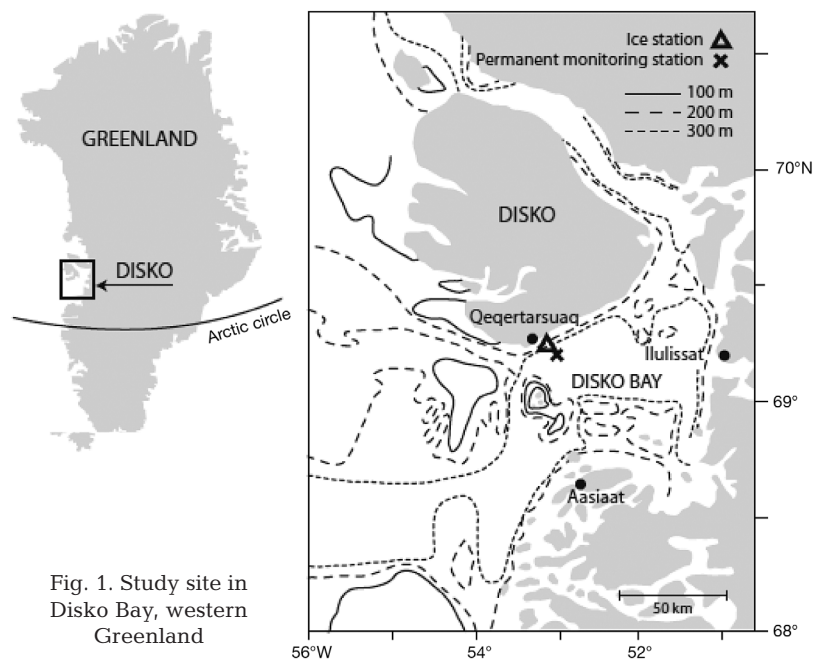 GREENLAND
DISKO
Arctic circle
Fig. 1. Study site in
Disko Bay, western
Greenland
Ice station
Permanent monitoring station
100 m
200 m
300 m
70°N
DISKO
Qeqertarsuaq
Ilulissat
DISKO BAY
69°
Aasiaat
50 km
68°
56°W
54°
52°